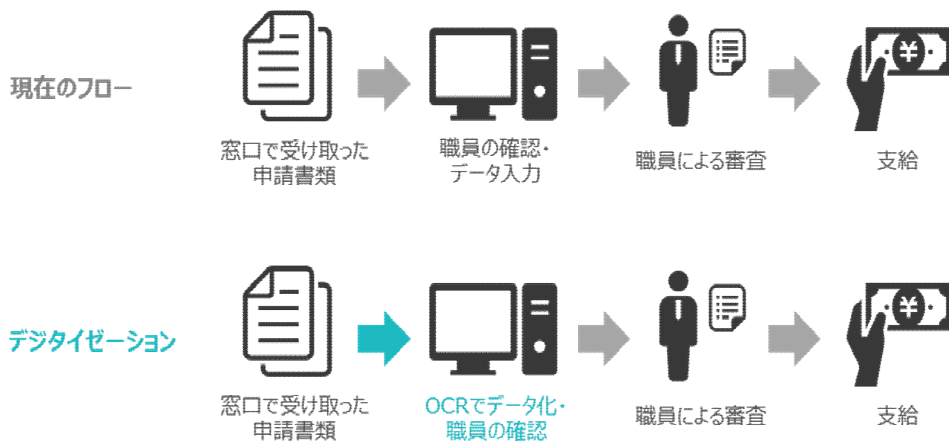 現在のフロー
窓口で受け取った
申請書類
職員の確認・
データ入力
職員による審査
¥
支給
デジタイゼーション
窓口で受け取った
申請書類
OCRでデータ化・
職員の確認
職員による審査
¥
支給